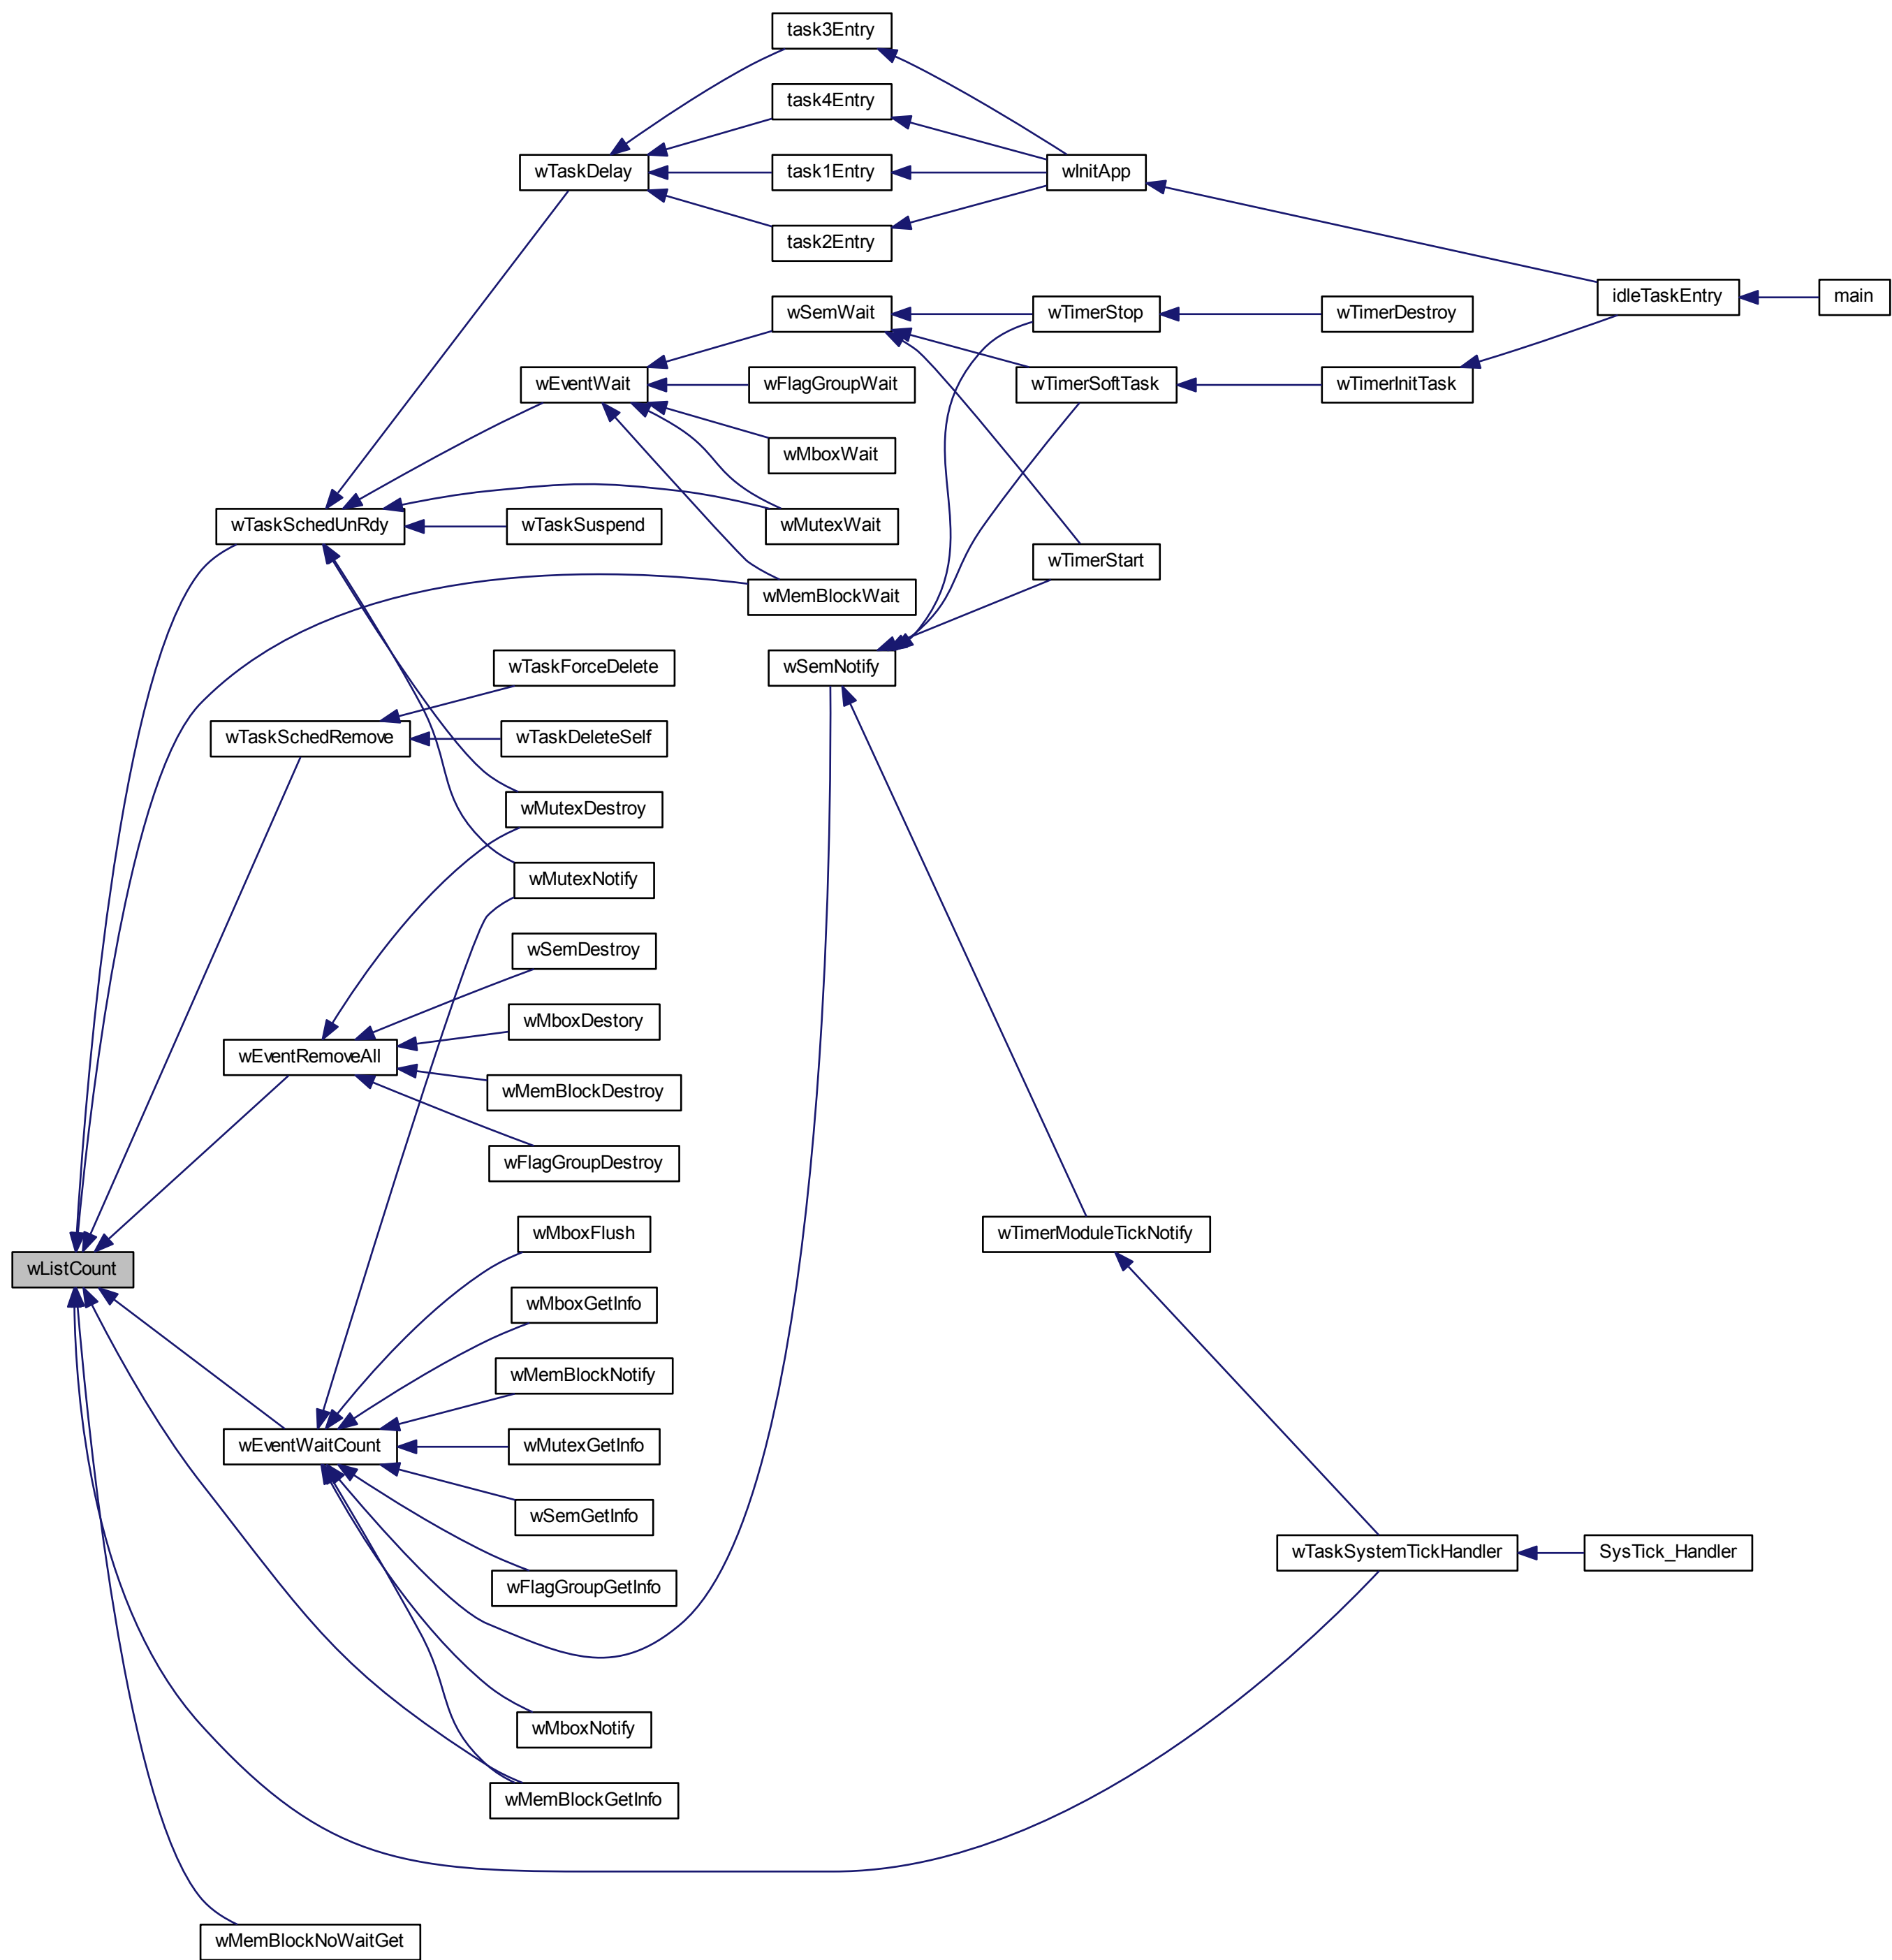 task3Entry
task4Entry
wTaskDelay
task1Entry
wInitApp
task2Entry
wSemWait
wTimerStop
wTimerDestroy
idleTaskEntry
main
wEventWait
wFlagGroupWait
wTimerSoftTask
wTimerInitTask
wMboxWait
wTaskSchedUnRdy
wTaskSuspend
wMutexWait
wTimerStart
wMemBlockWait
wTaskForceDelete
wSemNotify
wTaskSchedRemove
wTaskDeleteSelf
wMutexDestroy
wMutexNotify
wSemDestroy
wMboxDestory
wEventRemoveAll
wMemBlockDestroy
wFlagGroupDestroy
wMboxFlush
wTimerModuleTickNotify
wListCount
wMboxGetInfo
wMemBlockNotify
wEventWaitCount
wMutexGetInfo
wSemGetInfo
wTaskSystemTickHandler
SysTick_Handler
wFlagGroupGetInfo
wMboxNotify
wMemBlockGetInfo
wMemBlockNoWaitGet